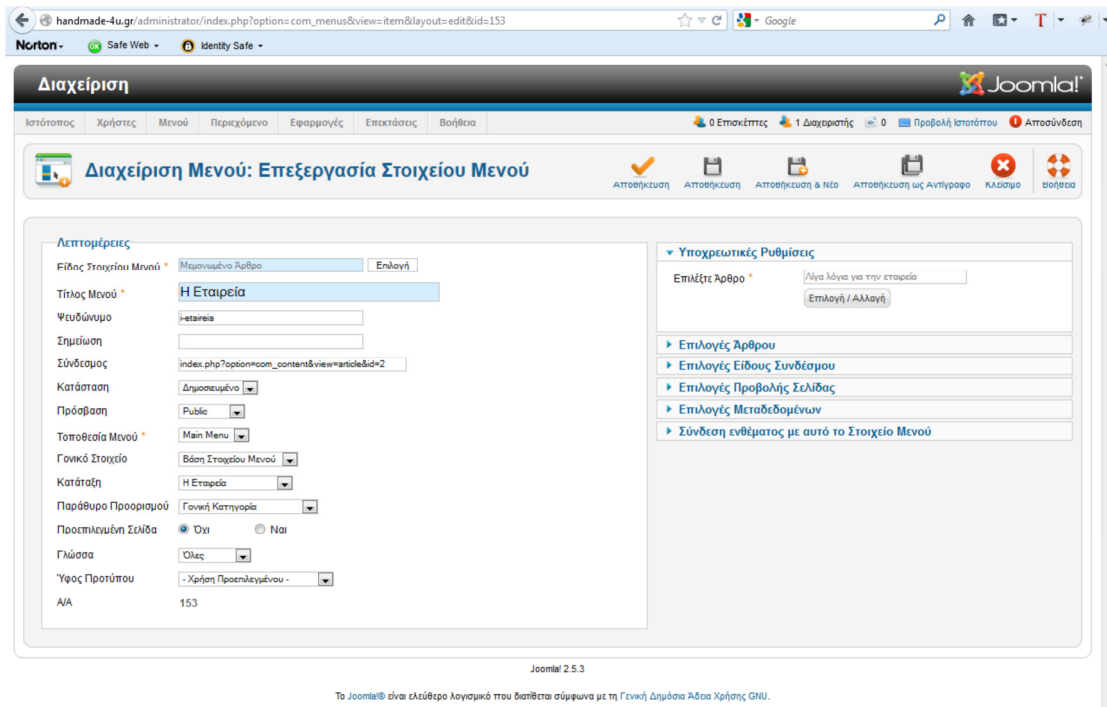 handmade-4u.gr/administrator/index.php?option=com_menus&view=item&layout=edit&id=153 Google
Norton OK Safe Web Identity Safe
Διαχείριση Joomla!
Ιστότοπος Χρήστες Μενού Περιεχόμενο Εφαρμογές Επεκτάσεις Βοήθεια 0 Επισκέπτες 1 Διαχειριστής 0 Προβολή Ιστοτόπου Αποσύνδεση
Διαχείριση Μενού: Επεξεργασία Στοιχείου Μενού Αποθήκευση Αποθήκευση Αποθήκευση & Νέο Αποθήκευση ως Αντίγραφο Κλείσιμο Βοήθεια
Λεπτομέρειες
Είδος Στοιχείου Μενού * Μεμονωμένο Άρθρο Επιλογή
Τίτλος Μενού * Η Εταιρεία
Ψευδώνυμο i-etaireia
Σημείωση
Σύνδεσμος index.php?option=com_content&view=article&id=2
Κατάσταση Δημοσιευμένο
Πρόσβαση Public
Τοποθεσία Μενού * Main Menu
Γονικό Στοιχείο Βάση Στοιχείου Μενού
Κατάταξη Η Εταιρεία
Παράθυρο Προορισμού Γονική Κατηγορία
Προεπιλεγμένη Σελίδα Όχι Ναι
Γλώσσα Όλες
Ύφος Προτύπου - Χρήση Προεπιλεγμένου -
Α/Α 153
Υποχρεωτικές Ρυθμίσεις
Επιλέξτε Άρθρο * Λίγα λόγια για την εταιρεία
Επιλογή / Αλλαγή
Επιλογές Άρθρου
Επιλογές Είδους Συνδέσμου
Επιλογές Προβολής Σελίδας
Επιλογές Μεταδεδομένων
Σύνδεση ενθέματος με αυτό το Στοιχείο Μενού
Joomla! 2.5.3
Το Joomla!® είναι ελεύθερο λογισμικό που διατίθεται σύμφωνα με τη Γενική Δημόσια Άδεια Χρήσης GNU.